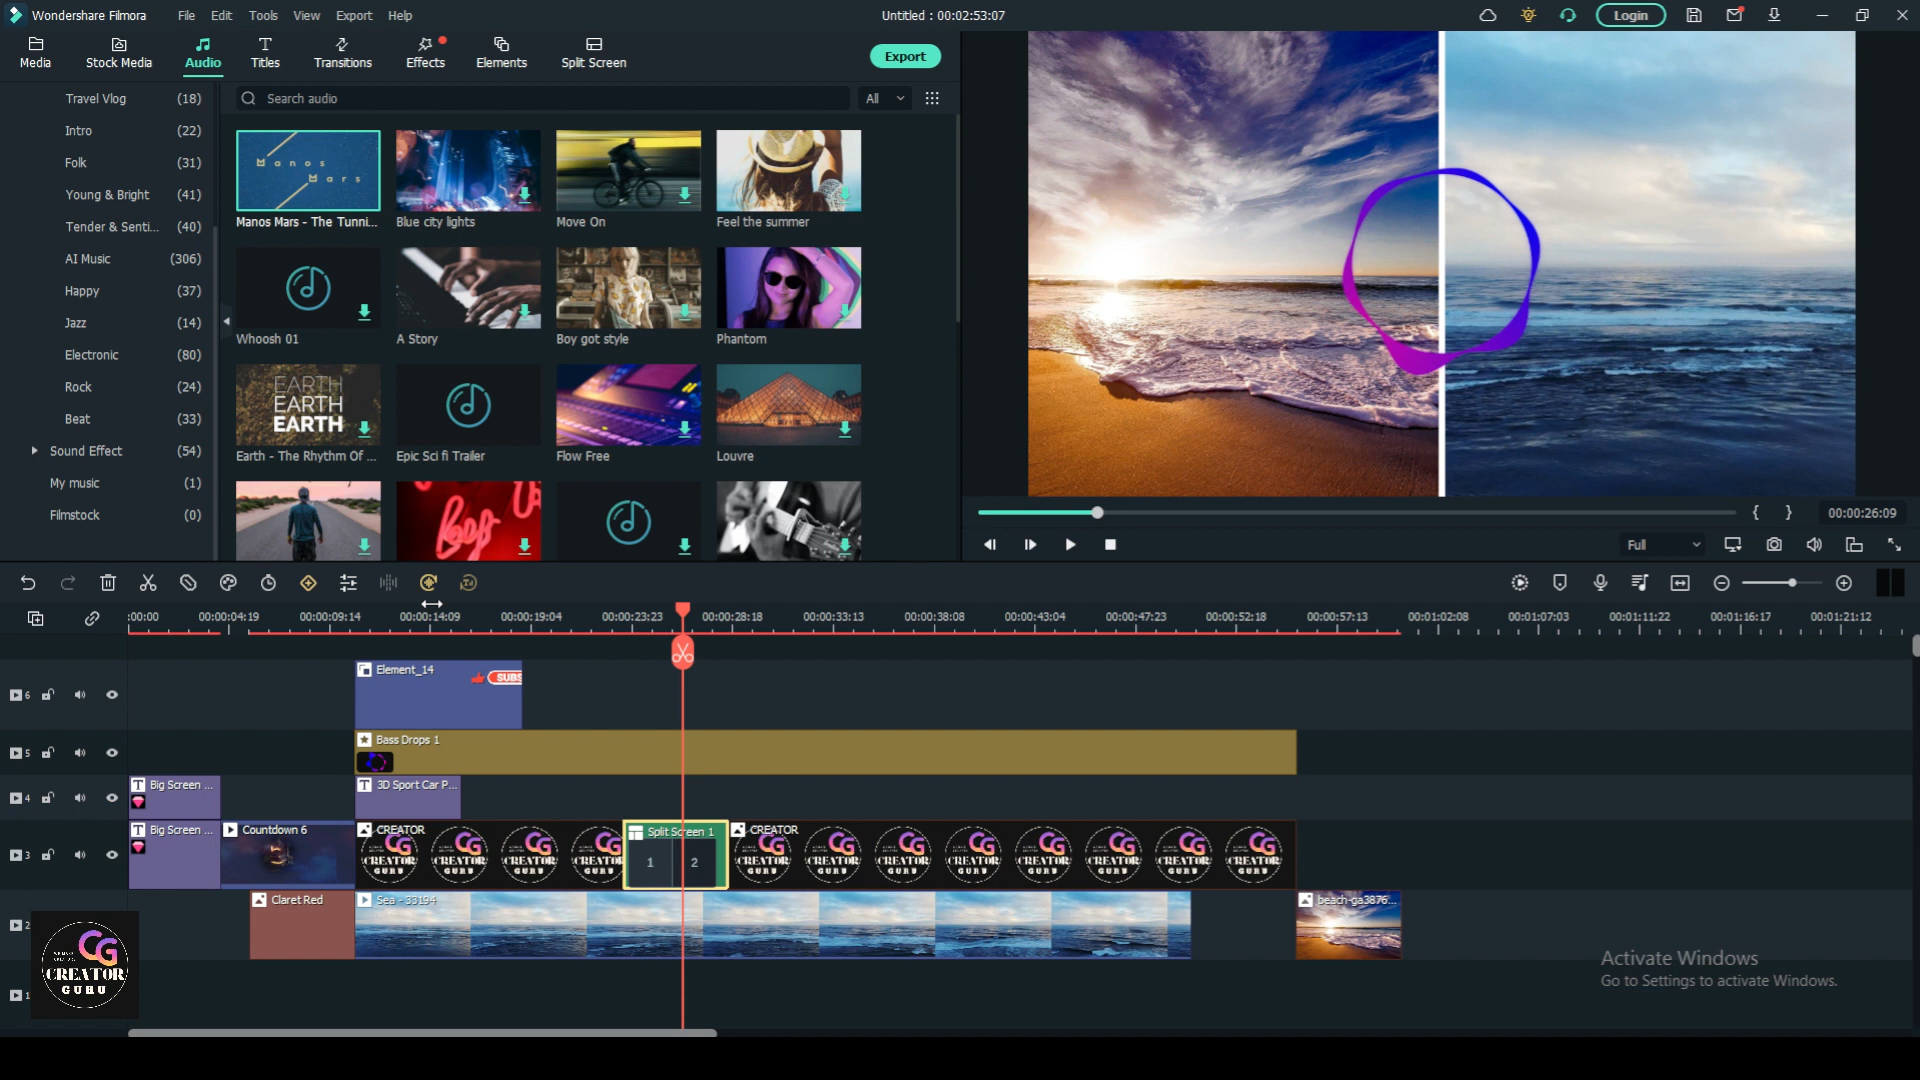 Wondershare Filmora
File Edit Tools View Export Help
Untitled : 00:02:53:07
Login
Media Stock Media Audio Titles Transitions Effects Elements Split Screen
Export
Travel Vlog (18)
Intro (22)
Folk (31)
Young & Bright (41)
Tender & Senti... (40)
AI Music (306)
Happy (37)
Jazz (14)
Electronic (80)
Rock (24)
Beat (33)
Sound Effect (54)
My music (1)
Filmstock (0)
Search audio
All
Manos
Mars
Manos Mars - The Tunni... Blue city lights Move On Feel the summer
Whoosh 01 A Story Boy got style Phantom
EARTH
EARTH
EARTH
Earth - The Rhythm Of ... Epic Sci fi Trailer Flow Free Louvre
{ } 00:00:26:09
Full
:00:00 00:00:04:19 00:00:09:14 00:00:14:09 00:00:19:04 00:00:23:23 00:00:28:18 00:00:33:13 00:00:38:08 00:00:43:04 00:00:47:23 00:00:52:18 00:00:57:13 00:01:02:08 00:01:07:03 00:01:11:22 00:01:16:17 00:01:21:12
6 Element_14 SUBS
5 Bass Drops 1
4 Big Screen ... 3D Sport Car P...
3 Big Screen ... Countdown 6 CREATOR Split Screen 1 CREATOR
1 2
CREATOR GURU
2 Claret Red Sea - 33194 beach-ga3876...
1
CG
CREATOR
GURU
Activate Windows
Go to Settings to activate Windows.